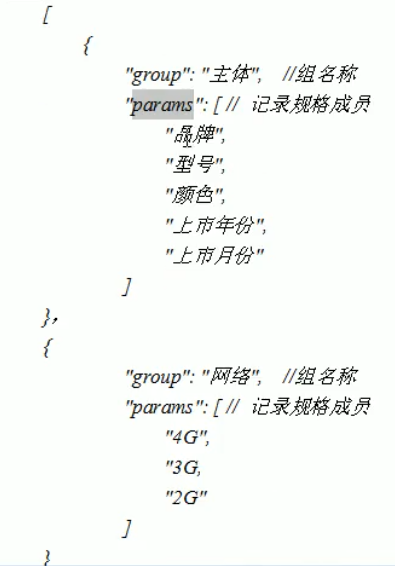 [
{
"group": "主体", //组名称
"params": [ // 记录规格成员
"品牌",
"型号",
"颜色",
"上市年份",
"上市月份"
]
},
{
"group": "网络", //组名称
"params": [ // 记录规格成员
"4G",
"3G,
"2G"
]
}